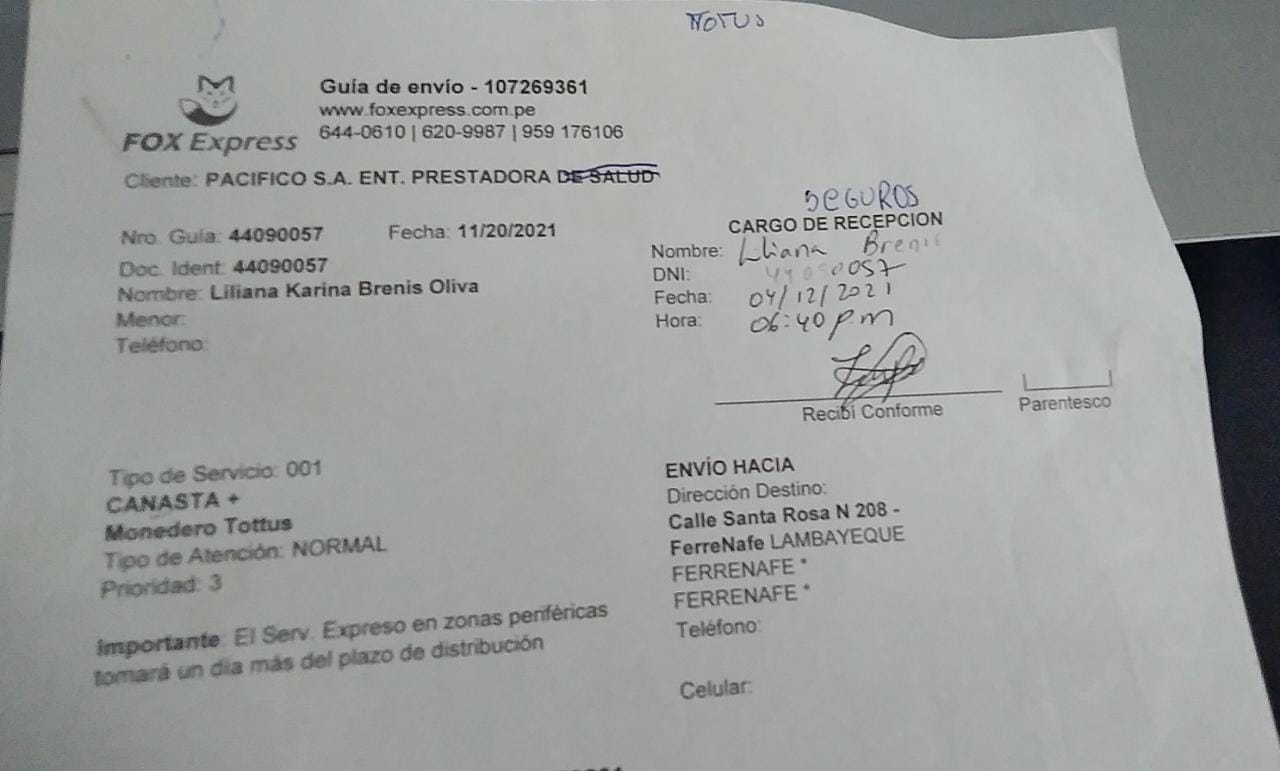 NOTUS
FOX Express
Guía de envío - 107269361
www.foxexpress.com.pe
644-0610 | 620-9987 | 959 176106
Cliente: PACIFICO S.A. ENT. PRESTADORA DE SALUD
SEGUROS
Nro. Guía: 44090057 Fecha: 11/20/2021
Doc. Ident: 44090057
Nombre: Liliana Karina Brenis Oliva
Menor:
Teléfono:
CARGO DE RECEPCION
Nombre: Liliana Brenis
DNI: 44090057
Fecha: 04/12/2021
Hora: 06:40 p.m
Recibí Conforme
Parentesco
Tipo de Servicio: 001
CANASTA +
Monedero Tottus
Tipo de Atención: NORMAL
Prioridad: 3
Importante: El Serv. Expreso en zonas periféricas
tomará un día más del plazo de distribución
ENVÍO HACIA
Dirección Destino:
Calle Santa Rosa N 208 -
FerreNafe LAMBAYEQUE
FERRENAFE *
FERRENAFE *
Teléfono:
Celular: